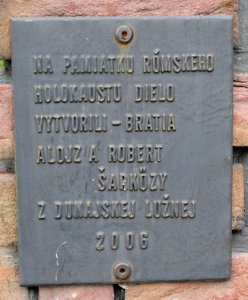 NA PAMIATKU RÓMSKEHO
HOLOKAUSTU DIELO
VYTVORILI – BRATIA
ALOJZ A ROBERT
ŠARKÖZY
Z DUNAJSKEJ LUŽNEJ
2006